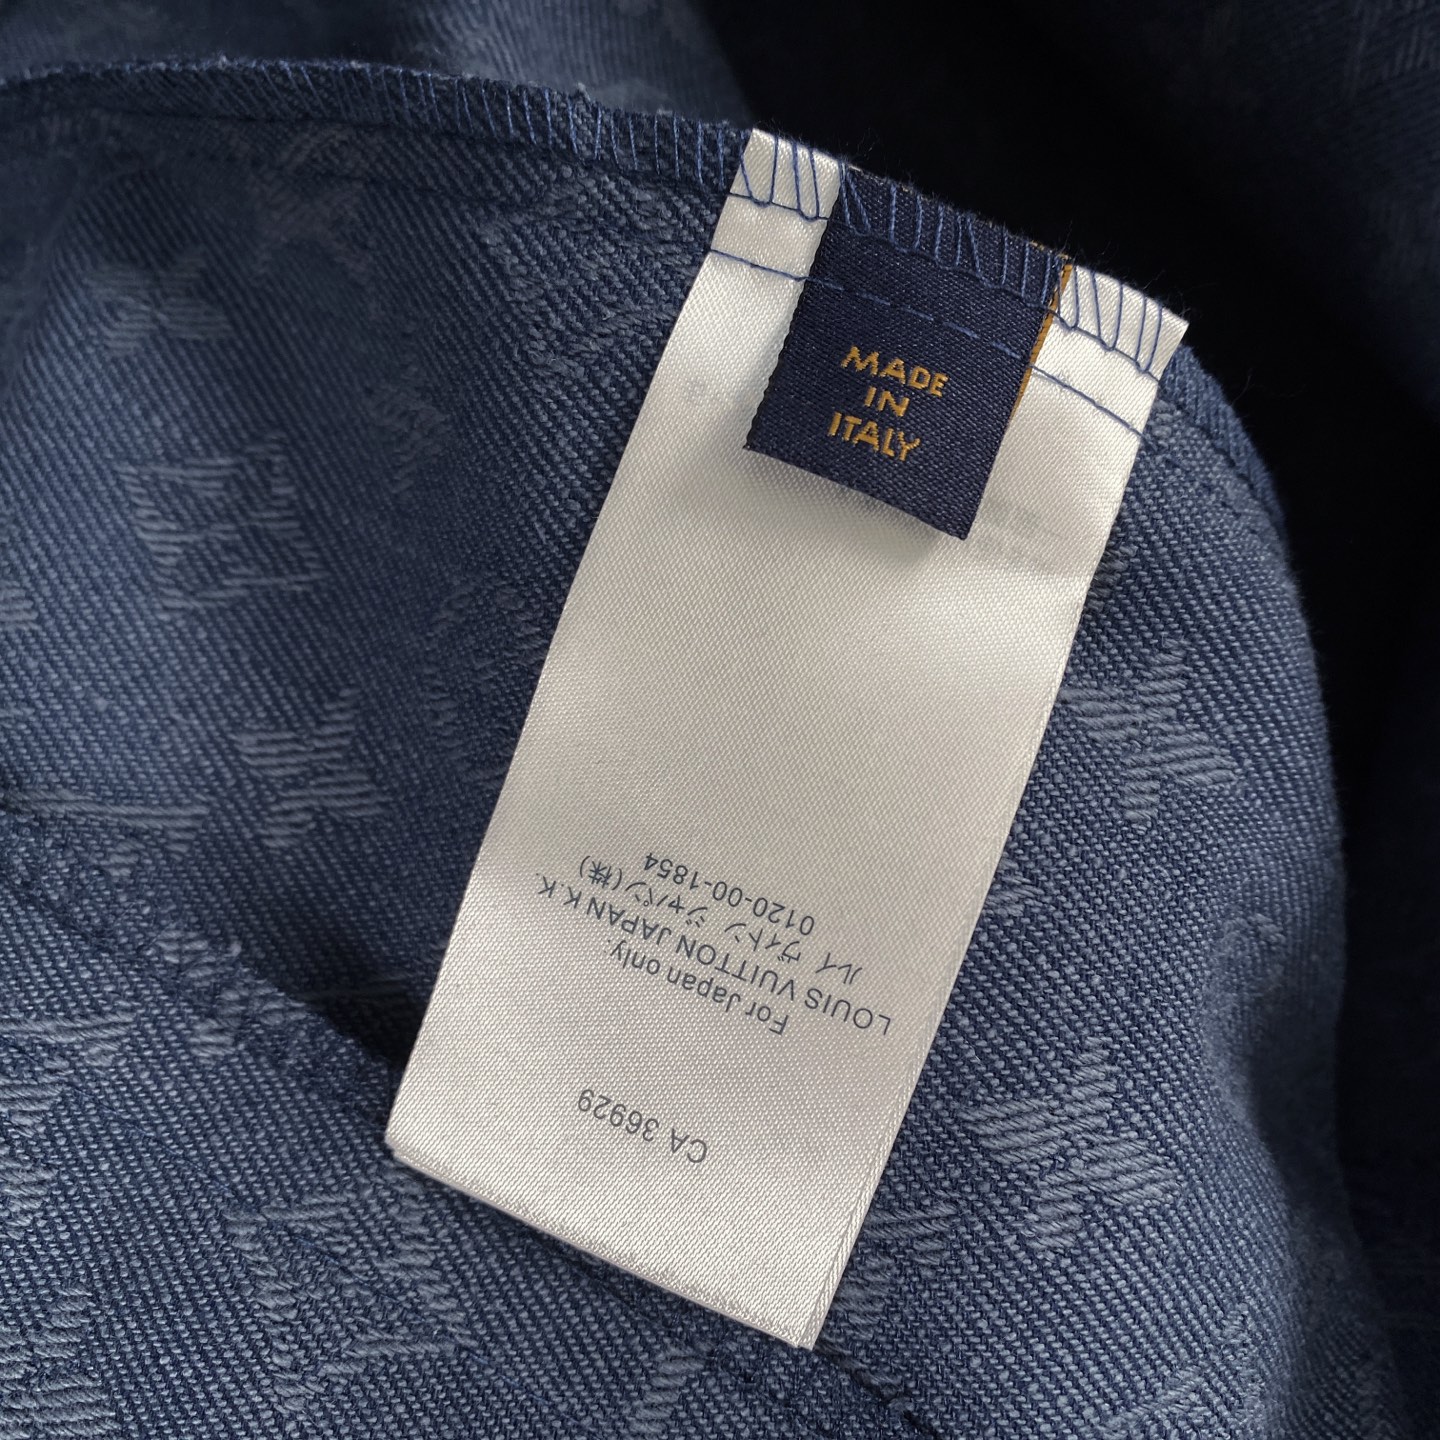 MADE
IN
ITALY
For Japan only.
LOUIS VUITTON JAPAN K.K.
ルイ ヴィトン ジャパン(株)
0120-00-1854
CA 36929